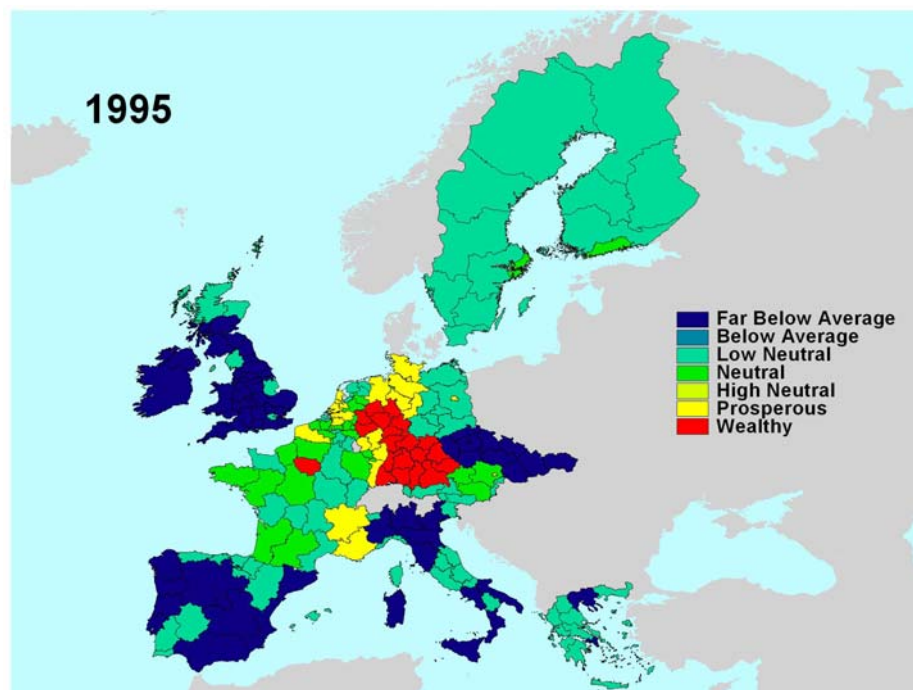 1995
Far Below Average
Below Average
Low Neutral
Neutral
High Neutral
Prosperous
Wealthy